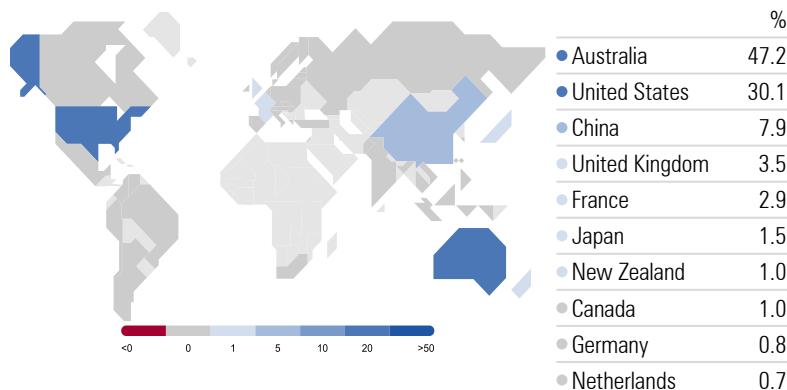 %
Australia 47.2
United States 30.1
China 7.9
United Kingdom 3.5
France 2.9
Japan 1.5
New Zealand 1.0
Canada 1.0
Germany 0.8
Netherlands 0.7
<0 0 1 5 10 20 >50